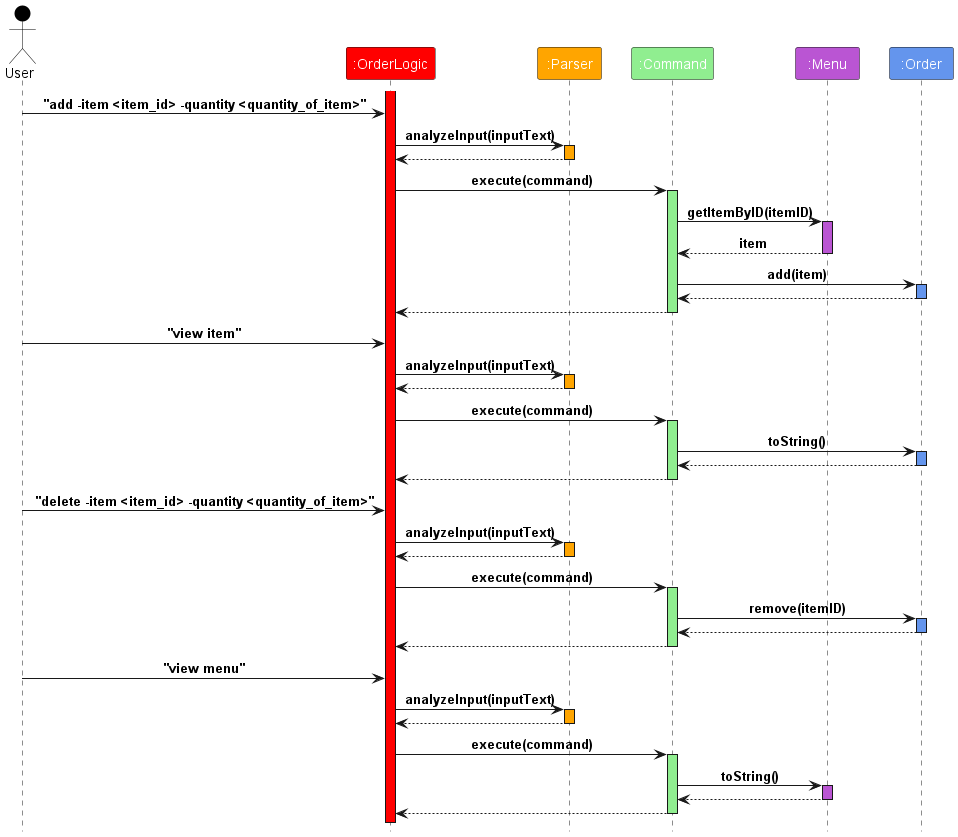 User
:OrderLogic
:Parser
:Command
:Menu
:Order
"add -item <item_id> -quantity <quantity_of_item>"
analyzeInput(inputText)
execute(command)
getItemByID(itemID)
item
add(item)
"view item"
analyzeInput(inputText)
execute(command)
toString()
"delete -item <item_id> -quantity <quantity_of_item>"
analyzeInput(inputText)
execute(command)
remove(itemID)
"view menu"
analyzeInput(inputText)
execute(command)
toString()